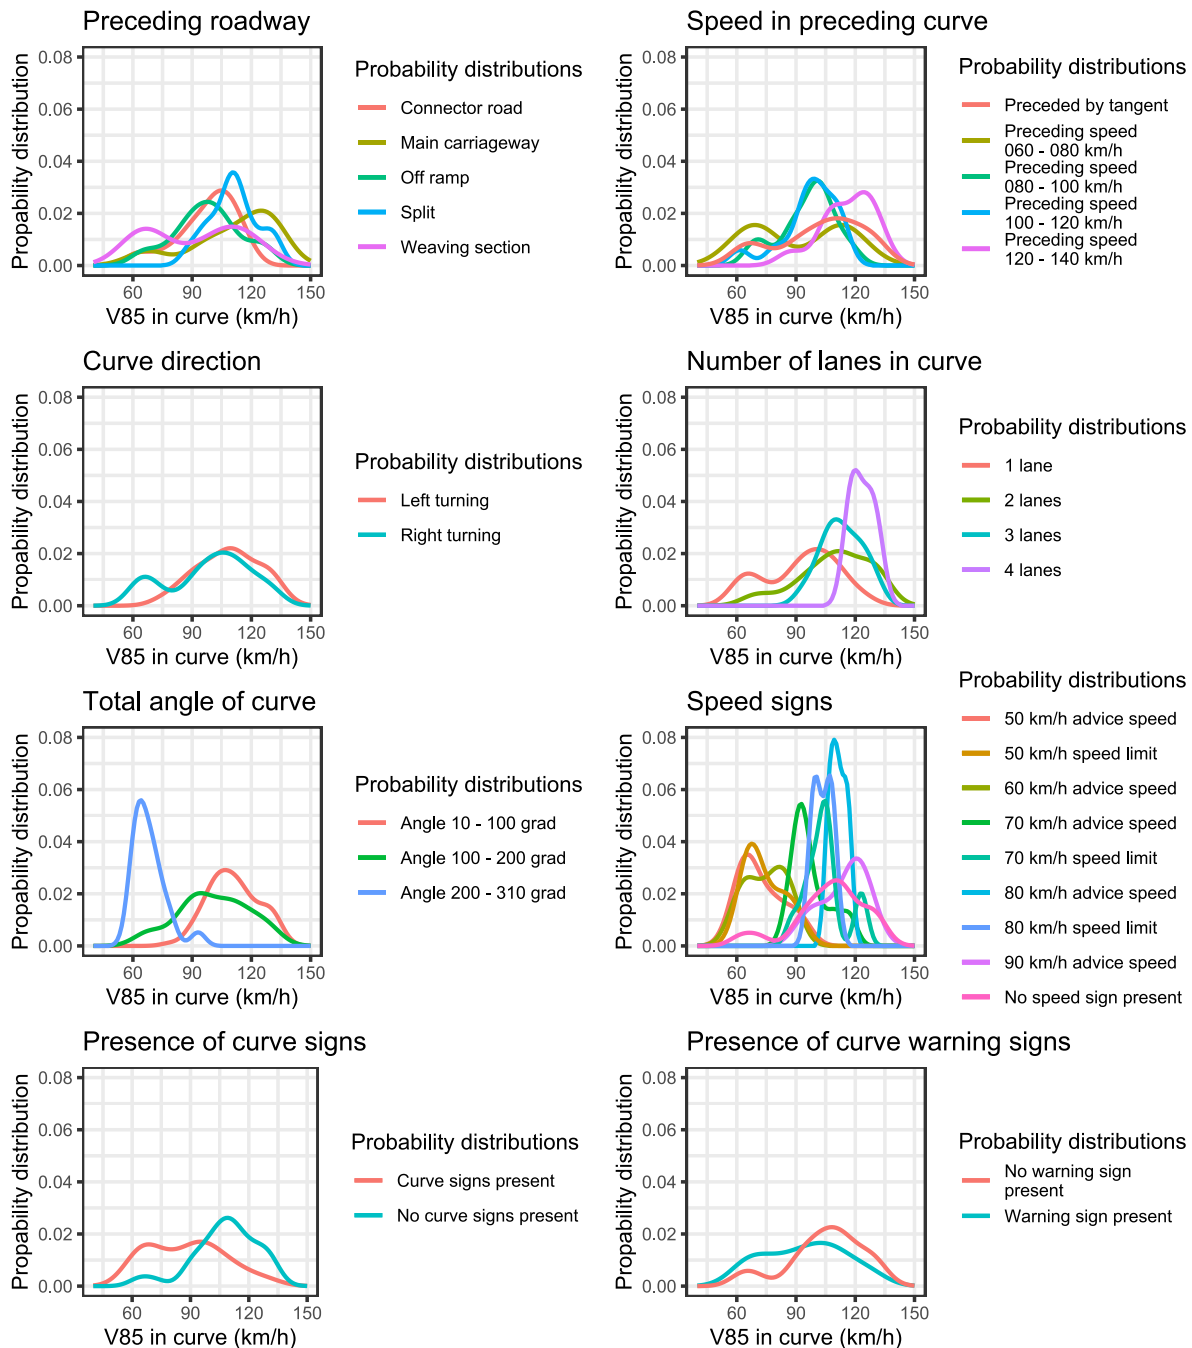 Preceding roadway
Propability distribution
0.08
0.06
0.04
0.02
0.00
60 90 120 150
V85 in curve (km/h)
Probability distributions
Connector road
Main carriageway
Off ramp
Split
Weaving section
Speed in preceding curve
Propability distribution
0.08
0.06
0.04
0.02
0.00
60 90 120 150
V85 in curve (km/h)
Probability distributions
Preceded by tangent
Preceding speed
060 - 080 km/h
Preceding speed
080 - 100 km/h
Preceding speed
100 - 120 km/h
Preceding speed
120 - 140 km/h
Curve direction
Propability distribution
0.08
0.06
0.04
0.02
0.00
60 90 120 150
V85 in curve (km/h)
Probability distributions
Left turning
Right turning
Number of lanes in curve
Propability distribution
0.08
0.06
0.04
0.02
0.00
60 90 120 150
V85 in curve (km/h)
Probability distributions
1 lane
2 lanes
3 lanes
4 lanes
Total angle of curve
Propability distribution
0.08
0.06
0.04
0.02
0.00
60 90 120 150
V85 in curve (km/h)
Probability distributions
Angle 10 - 100 grad
Angle 100 - 200 grad
Angle 200 - 310 grad
Speed signs
Propability distribution
0.08
0.06
0.04
0.02
0.00
60 90 120 150
V85 in curve (km/h)
Probability distributions
50 km/h advice speed
50 km/h speed limit
60 km/h advice speed
70 km/h advice speed
70 km/h speed limit
80 km/h advice speed
80 km/h speed limit
90 km/h advice speed
No speed sign present
Presence of curve signs
Propability distribution
0.08
0.06
0.04
0.02
0.00
60 90 120 150
V85 in curve (km/h)
Probability distributions
Curve signs present
No curve signs present
Presence of curve warning signs
Propability distribution
0.08
0.06
0.04
0.02
0.00
60 90 120 150
V85 in curve (km/h)
Probability distributions
No warning sign
present
Warning sign present